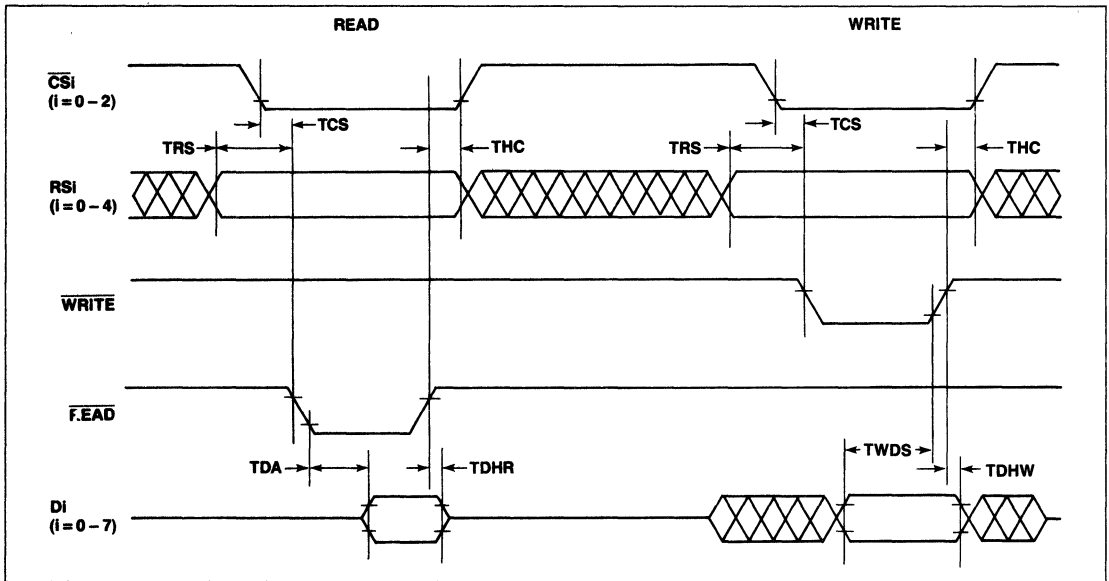 READ WRITE
CSi
(i = 0 – 2)
TCS TCS
TRS THC TRS THC
RSi
(i = 0 – 4)
WRITE
F.EAD
TWDS
TDA TDHR TDHW
Di
(i = 0 – 7)